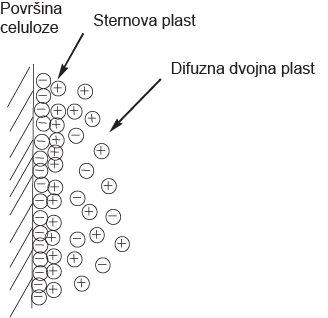 Površina
celuloze
Sternova plast
Difuzna dvojna plast